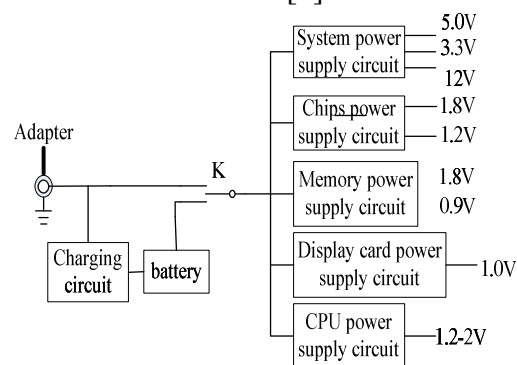 5.0V
System power
supply circuit
3.3V
12V
Chips power
supply circuit
1.8V
1.2V
Adapter
K
Memory power
supply circuit
1.8V
0.9V
Charging
circuit
battery
Display card power
supply circuit
1.0V
CPU power
supply circuit
1.2-2V